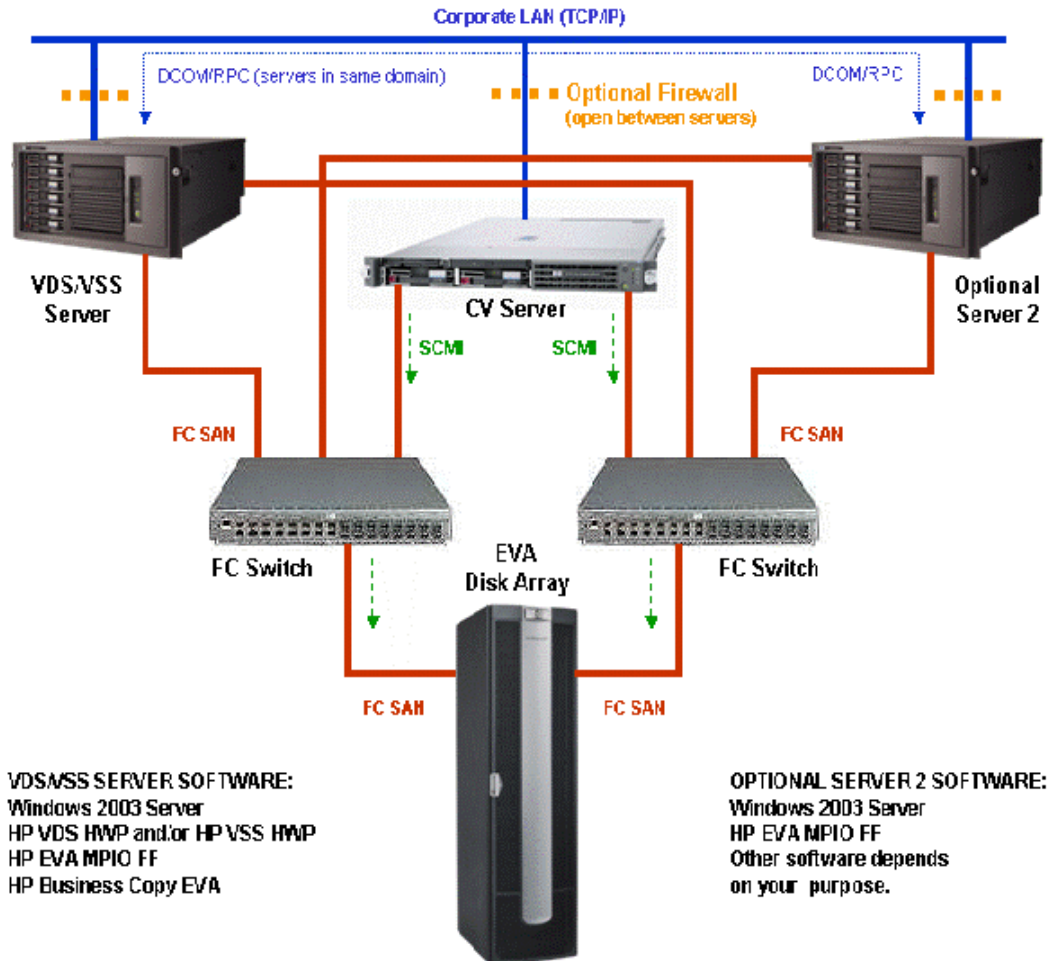 Corporate LAN (TCP/IP)
DCOM/RPC (servers in same domain)
DCOM/RPC
Optional Firewall
(open between servers)
VDS/VSS
Server
CV Server
Optional
Server 2
SCMI
SCMI
FC SAN
FC SAN
FC Switch
EVA
Disk Array
FC Switch
FC SAN
FC SAN
VDS/VSS SERVER SOFTWARE:
Windows 2003 Server
HP VDS HWP and/or HP VSS HWP
HP EVA MPIO FF
HP Business Copy EVA
OPTIONAL SERVER 2 SOFTWARE:
Windows 2003 Server
HP EVA MPIO FF
Other software depends
on your purpose.